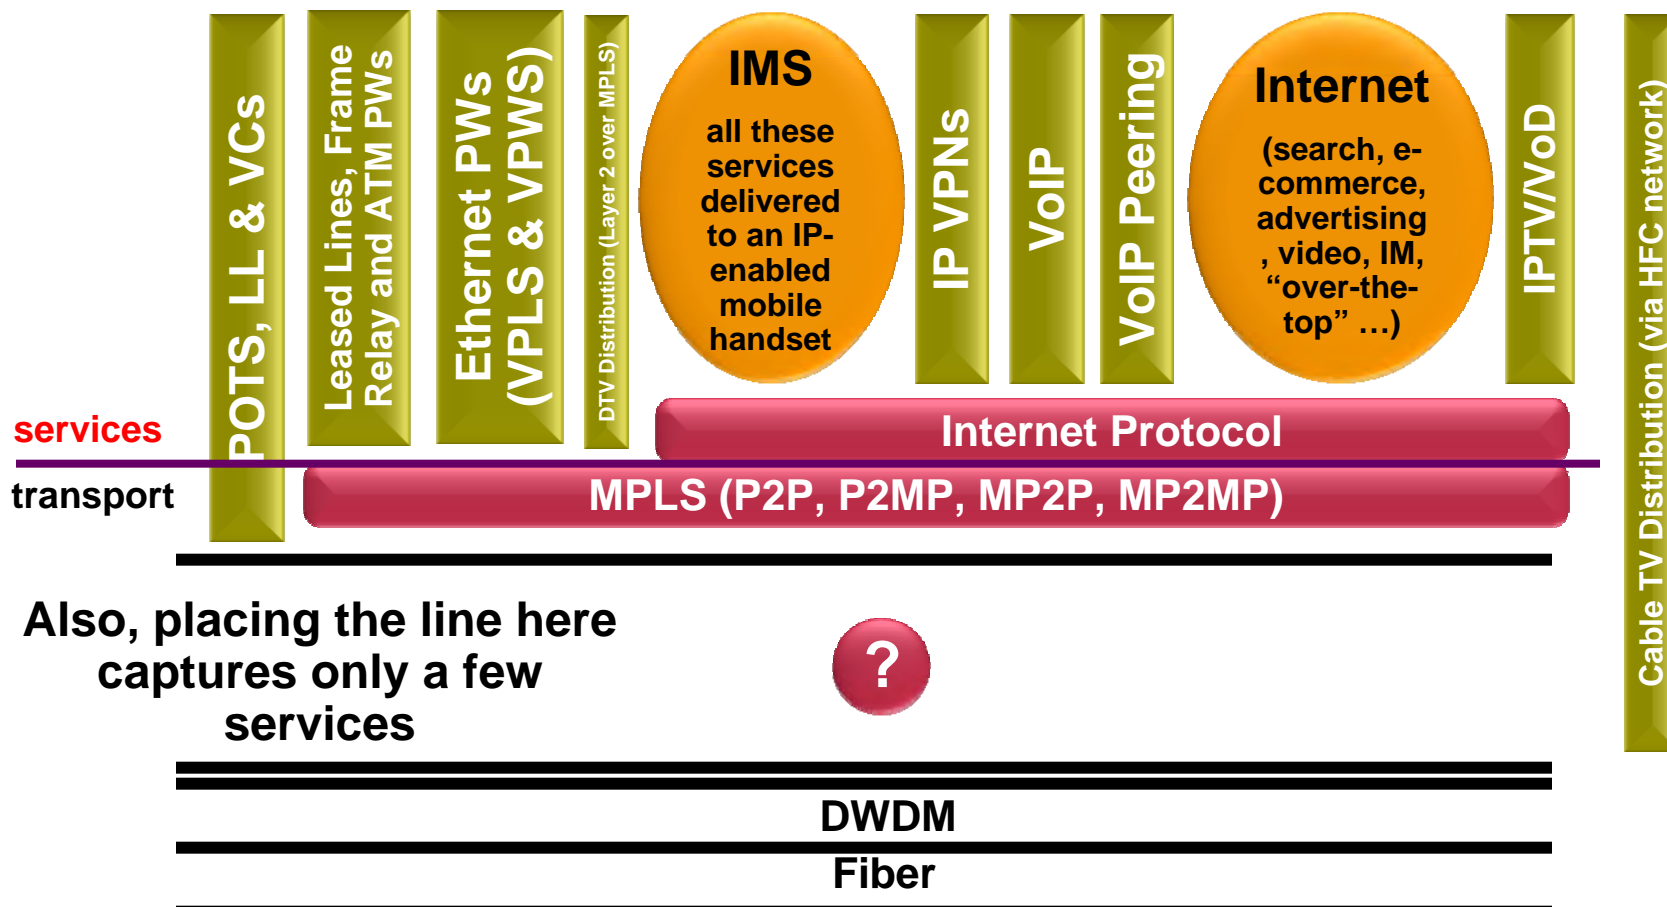 POTS, LL & VCs
Leased Lines, Frame
Relay and ATM PWs
Ethernet PWs
(VPLS & VPWS)
DTV Distribution (Layer 2 over MPLS)
IMS
all these
services
delivered
to an IP-
enabled
mobile
handset
IP VPNs
VoIP
VoIP Peering
Internet
(search, e-
commerce,
advertising
, video, IM,
“over-the-
top” …)
IPTV/VoD
Cable TV Distribution (via HFC network)
services
Internet Protocol
transport
MPLS (P2P, P2MP, MP2P, MP2MP)
Also, placing the line here
captures only a few
services
?
DWDM
Fiber